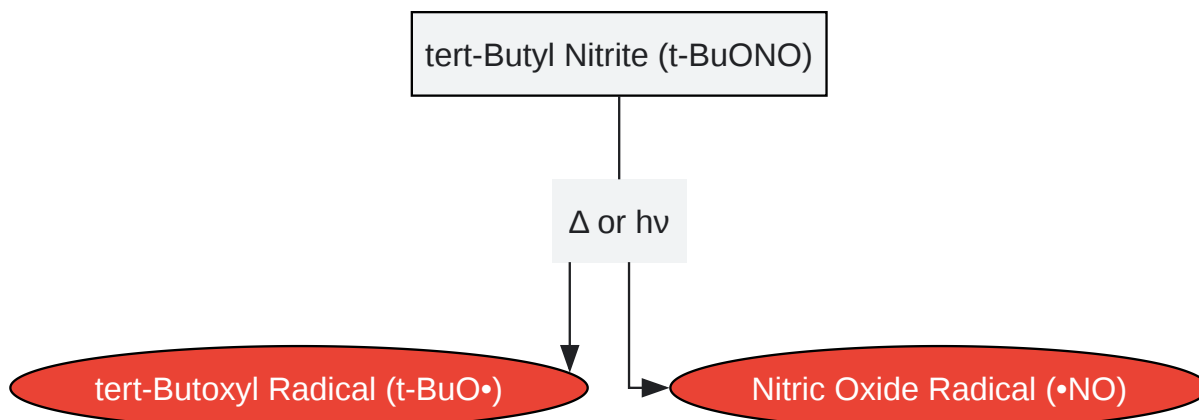 tert-Butyl Nitrite (t-BuONO)
Δ or hν
tert-Butoxyl Radical (t-BuO•)
Nitric Oxide Radical (•NO)